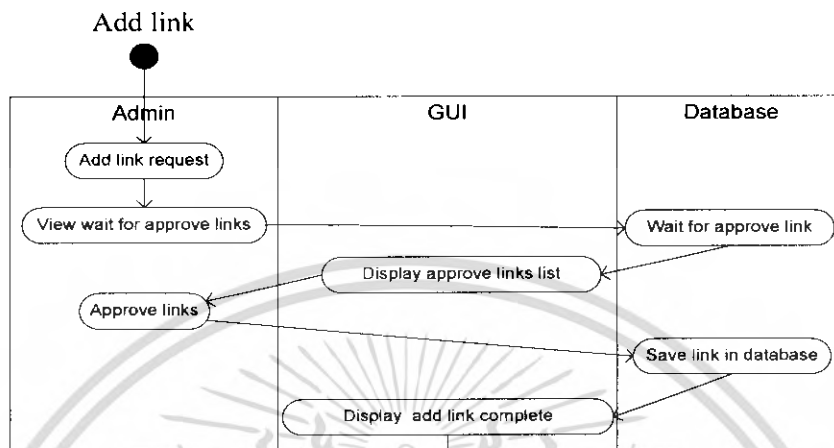 Add link
Admin
GUI
Database
Add link request
View wait for approve links
Wait for approve link
Display approve links list
Approve links
Save link in database
Display add link complete